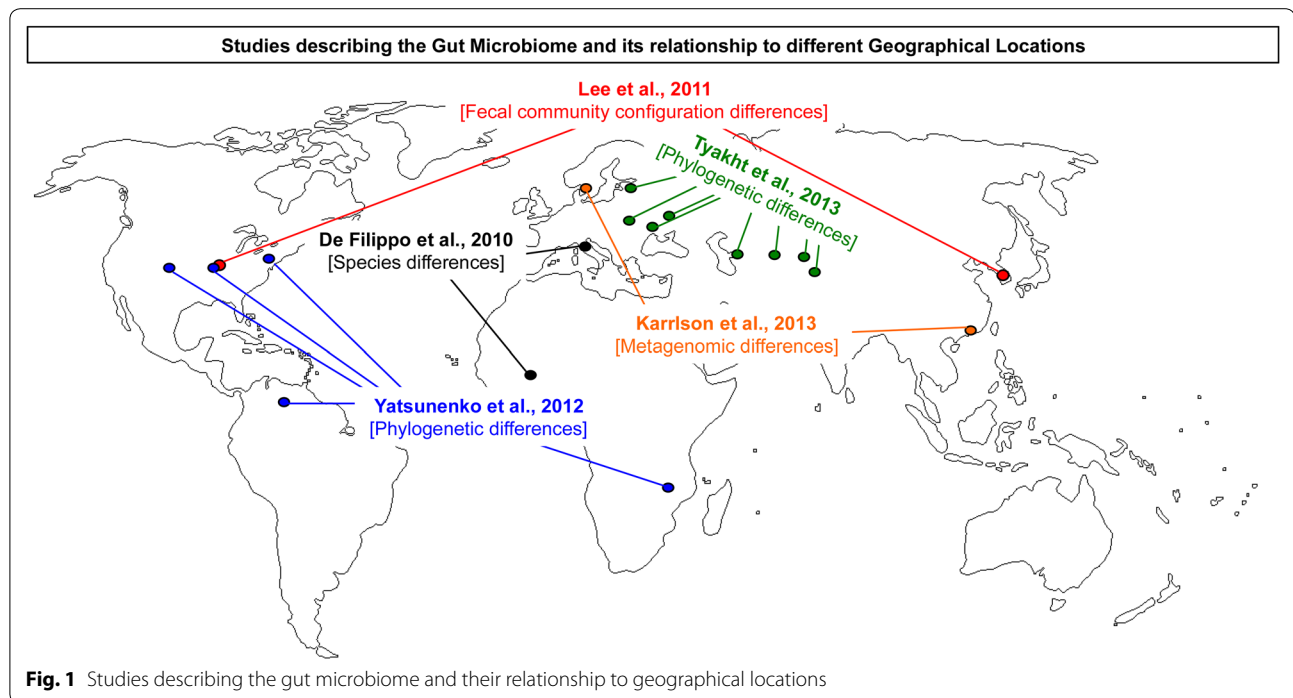 Studies describing the Gut Microbiome and its relationship to different Geographical Locations
Lee et al., 2011
[Fecal community configuration differences]
Tyakht et al., 2013
[Phylogenetic differences]
De Filippo et al., 2010
[Species differences]
Karrlson et al., 2013
[Metagenomic differences]
Yatsunenko et al., 2012
[Phylogenetic differences]
Fig. 1 Studies describing the gut microbiome and their relationship to geographical locations